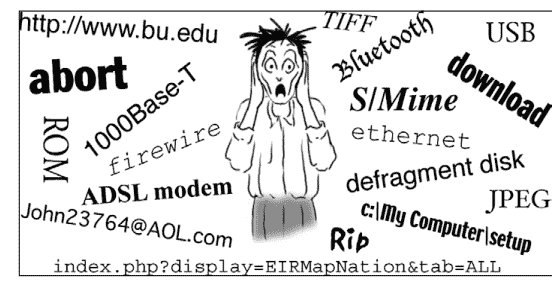 http://www.bu.edu
TIFF
USB
Bluetooth
abort
download
1000Base-T
S/Mime
ROM
firewire
ethernet
defragment disk
ADSL modem
JPEG
John23764@AOL.com
c:|My Computer|setup
Rip
index.php?display=EIRMapNation&tab=ALL